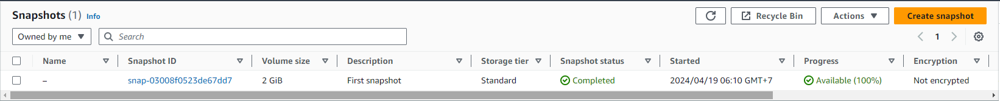 Snapshots (1) Info
Recycle Bin
Actions
Create snapshot
Owned by me
Search
1
Name Snapshot ID Volume size Description Storage tier Snapshot status Started Progress Encryption
– snap-03008f0523de67dd7 2 GiB First snapshot Standard Completed 2024/04/19 06:10 GMT+7 Available (100%) Not encrypted